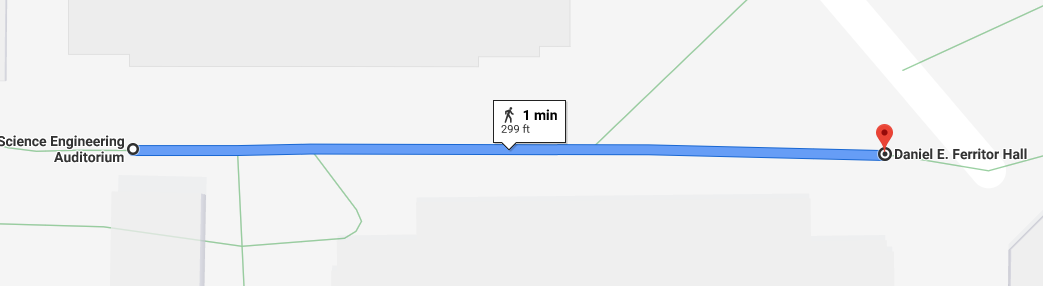 1 min
299 ft
Science Engineering
Auditorium
Daniel E. Ferritor Hall